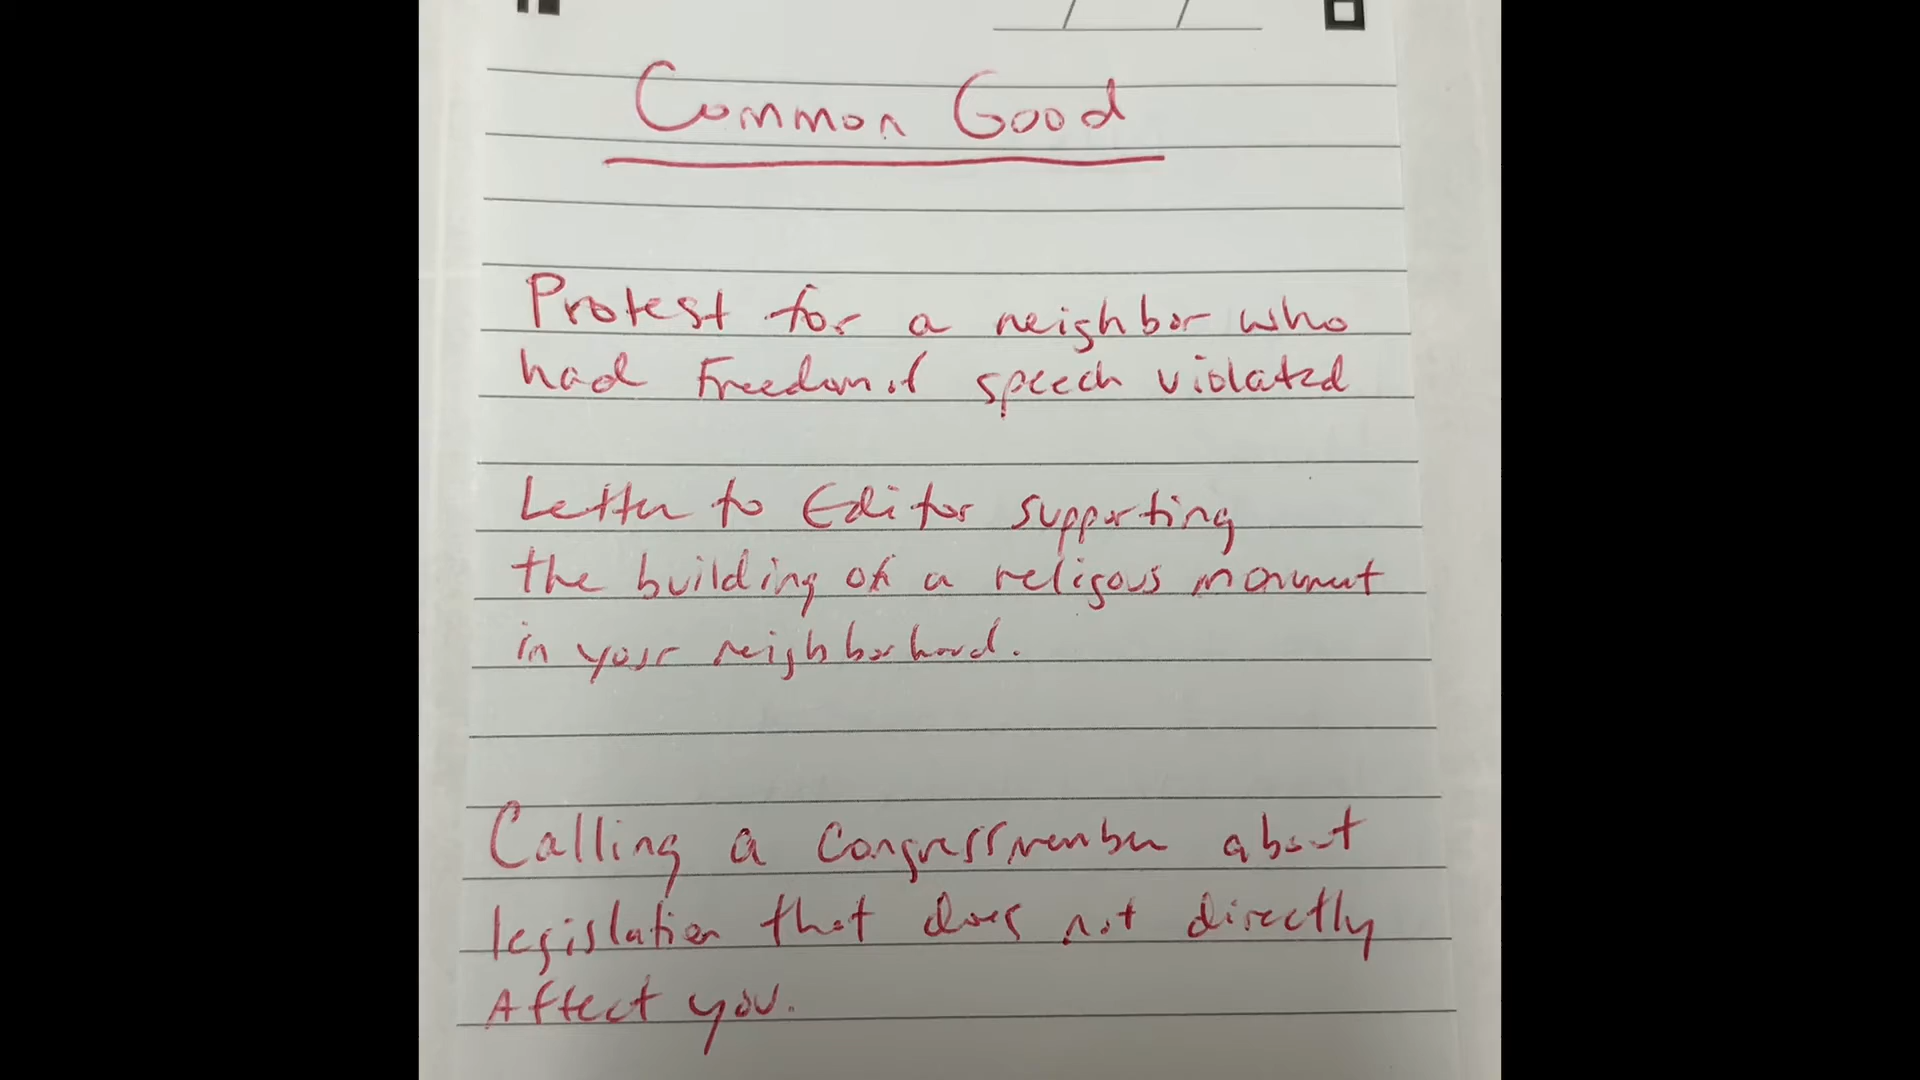 Common Good
Protest for a neighbor who
had Freedom of speech violated
Letter to Editor supporting
the building of a religous monument
in your neighborhood.
Calling a Congressmember about
legislation that does not directly
Affect you.